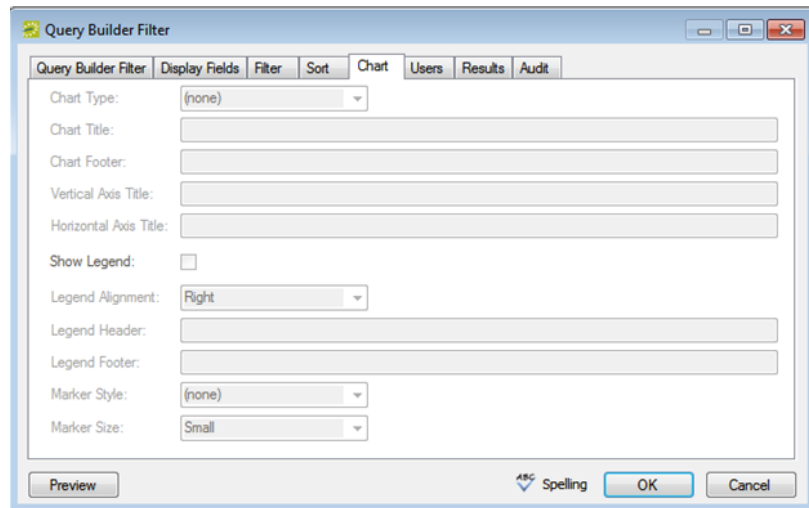 Query Builder Filter
Query Builder Filter Display Fields Filter Sort Chart Users Results Audit
Chart Type: (none)
Chart Title:
Chart Footer:
Vertical Axis Title:
Horizontal Axis Title:
Show Legend:
Legend Alignment: Right
Legend Header:
Legend Footer:
Marker Style: (none)
Marker Size: Small
Preview ABC Spelling OK Cancel